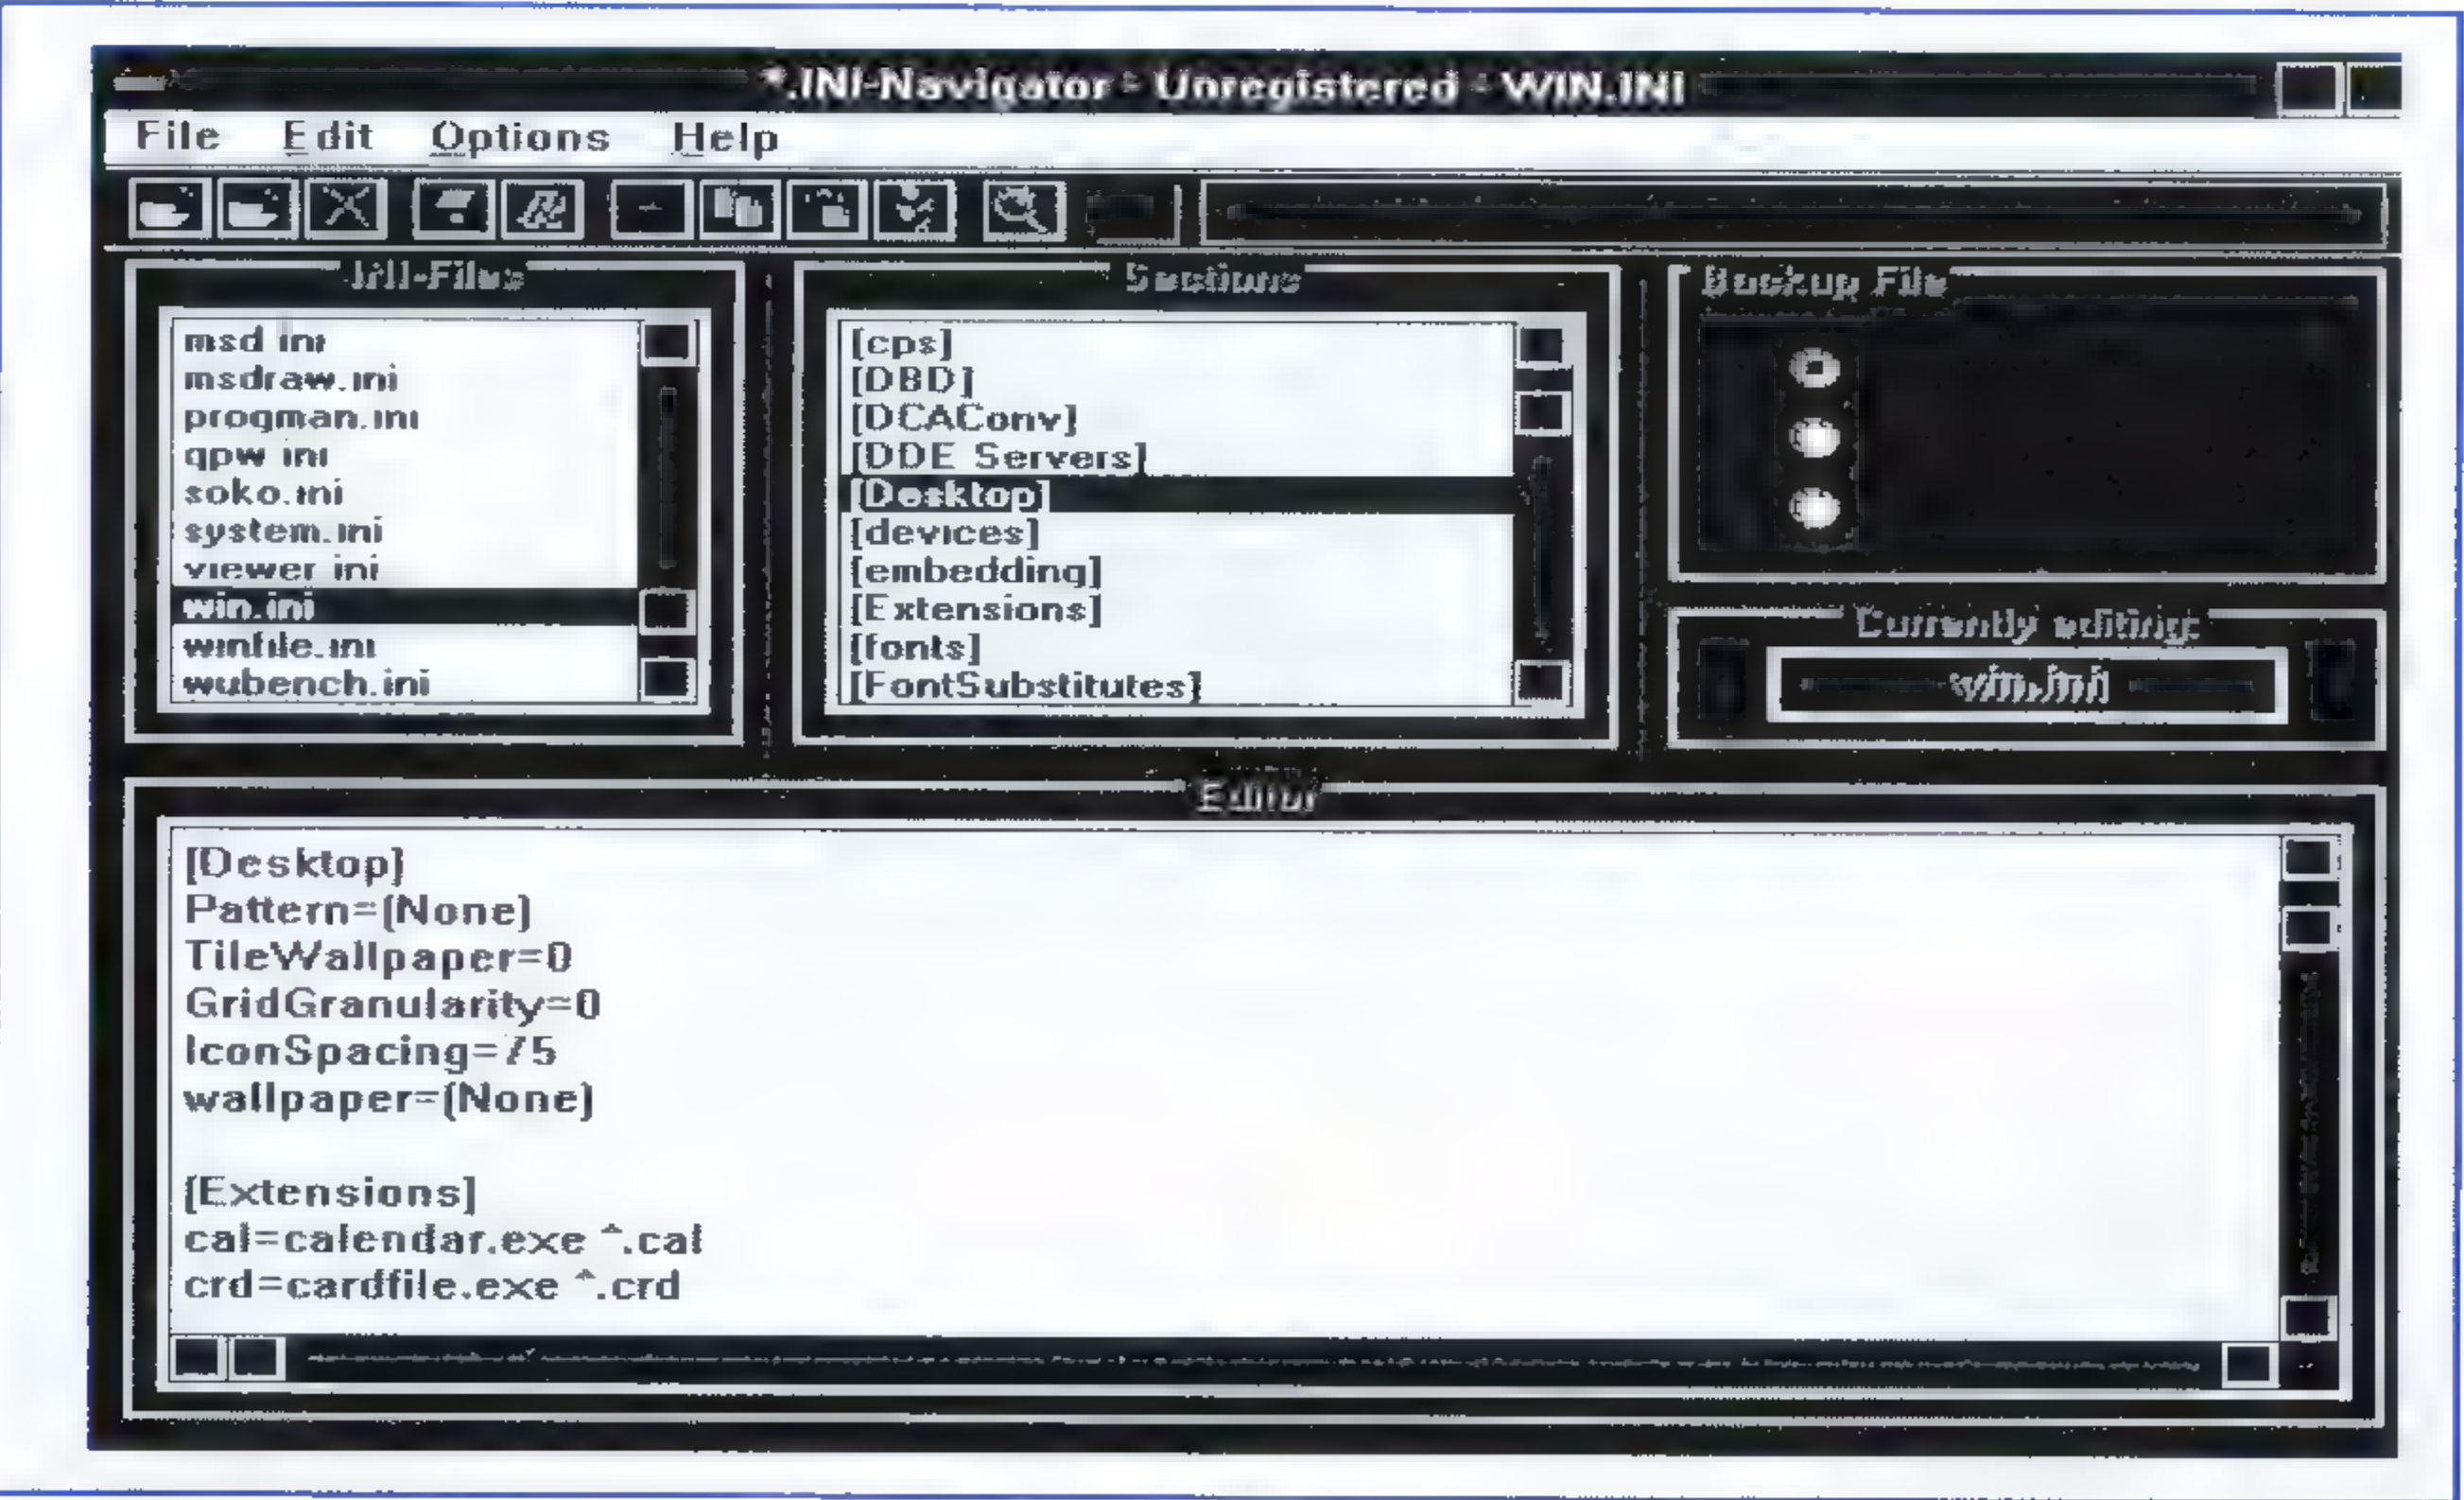 *.INI-Navigator - Unregistered - WIN.INI
File Edit Options Help
INI-Files
msd.ini
msdraw.ini
progman.ini
qpw.ini
soko.ini
system.ini
viewer.ini
win.ini
winfile.ini
wubench.ini
Sections
[cps]
[DBD]
[DCAConv]
[DDE Servers]
[Desktop]
[devices]
[embedding]
[Extensions]
[fonts]
[FontSubstitutes]
Backup File
Currently editing:
win.ini
Editor
[Desktop]
Pattern=(None)
TileWallpaper=0
GridGranularity=0
IconSpacing=75
wallpaper=(None)
[Extensions]
cal=calendar.exe ^.cal
crd=cardfile.exe ^.crd